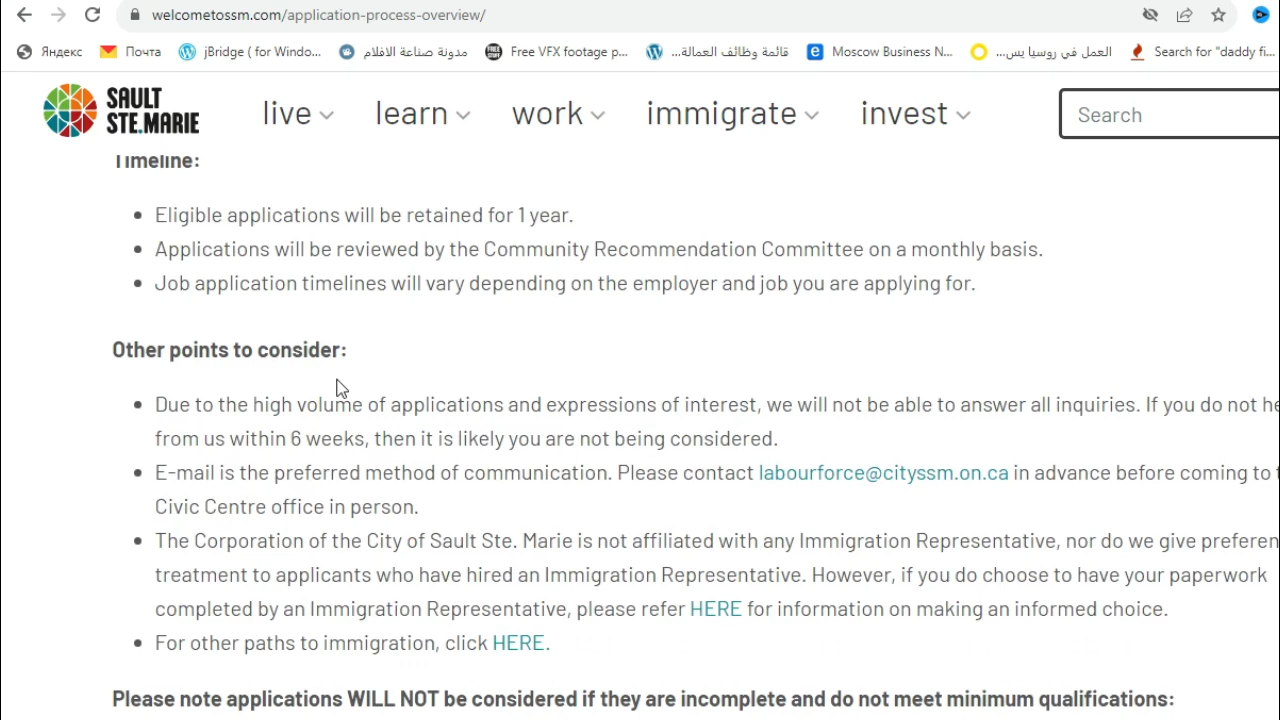 welcometossm.com/application-process-overview/
Яндекс
Почта
jBridge ( for Windo...
مدونة صناعة الافلام
Free VFX footage p...
قائمة وظائف العمالة...
Moscow Business N...
العمل في روسيا يس...
Search for "daddy fi...
SAULT
STE.MARIE
live
learn
work
immigrate
invest
Search
Timeline:
• Eligible applications will be retained for 1 year.
• Applications will be reviewed by the Community Recommendation Committee on a monthly basis.
• Job application timelines will vary depending on the employer and job you are applying for.
Other points to consider:
• Due to the high volume of applications and expressions of interest, we will not be able to answer all inquiries. If you do not he
from us within 6 weeks, then it is likely you are not being considered.
• E-mail is the preferred method of communication. Please contact labourforce@cityssm.on.ca in advance before coming to t
Civic Centre office in person.
• The Corporation of the City of Sault Ste. Marie is not affiliated with any Immigration Representative, nor do we give preferen
treatment to applicants who have hired an Immigration Representative. However, if you do choose to have your paperwork
completed by an Immigration Representative, please refer HERE for information on making an informed choice.
• For other paths to immigration, click HERE.
Please note applications WILL NOT be considered if they are incomplete and do not meet minimum qualifications: